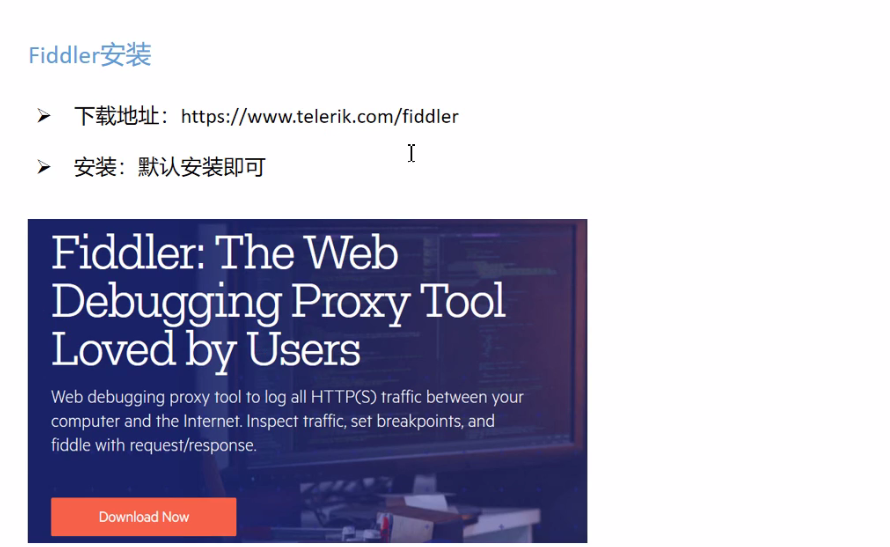 Fiddler安装
下载地址：https://www.telerik.com/fiddler
安装：默认安装即可
Fiddler: The Web
Debugging Proxy Tool
Loved by Users
Web debugging proxy tool to log all HTTP(S) traffic between your
computer and the Internet. Inspect traffic, set breakpoints, and
fiddle with request/response.
Download Now